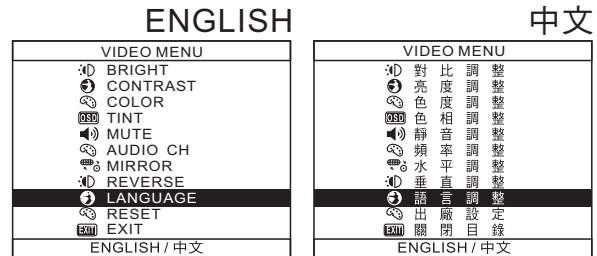 ENGLISH
VIDEO MENU
BRIGHT
CONTRAST
COLOR
OSD TINT
MUTE
AUDIO CH
MIRROR
REVERSE
LANGUAGE
RESET
EXIT EXIT
ENGLISH / 中文
中文
VIDEO MENU
對 比 調 整
亮 度 調 整
色 度 調 整
OSD 色 相 調 整
靜 音 調 整
頻 率 調 整
水 平 調 整
垂 直 調 整
語 言 調 整
出 廠 設 定
EXIT 關 閉 目 錄
ENGLISH / 中文